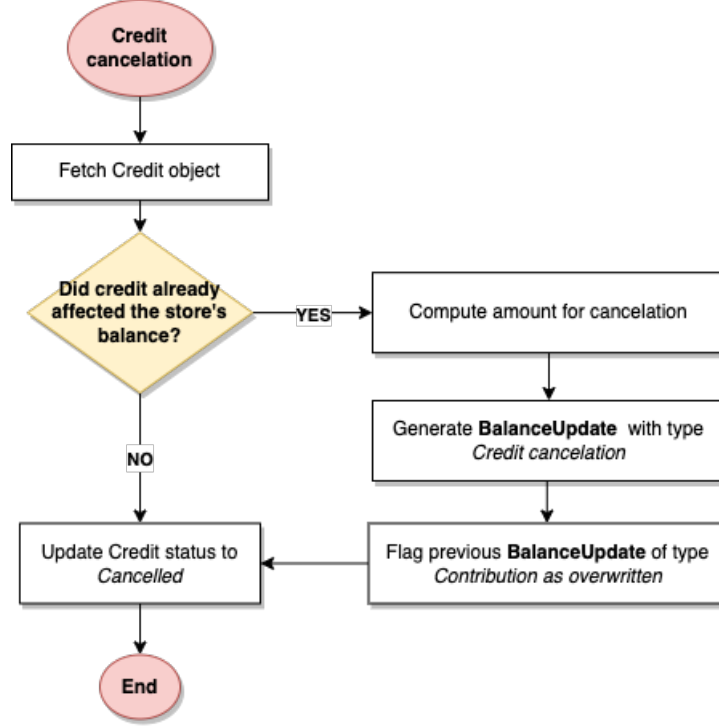 Credit
cancelation
Fetch Credit object
Did credit already
affected the store's
balance?
YES
Compute amount for cancelation
Generate BalanceUpdate with type
Credit cancelation
NO
Update Credit status to
Cancelled
Flag previous BalanceUpdate of type
Contribution as overwritten
End